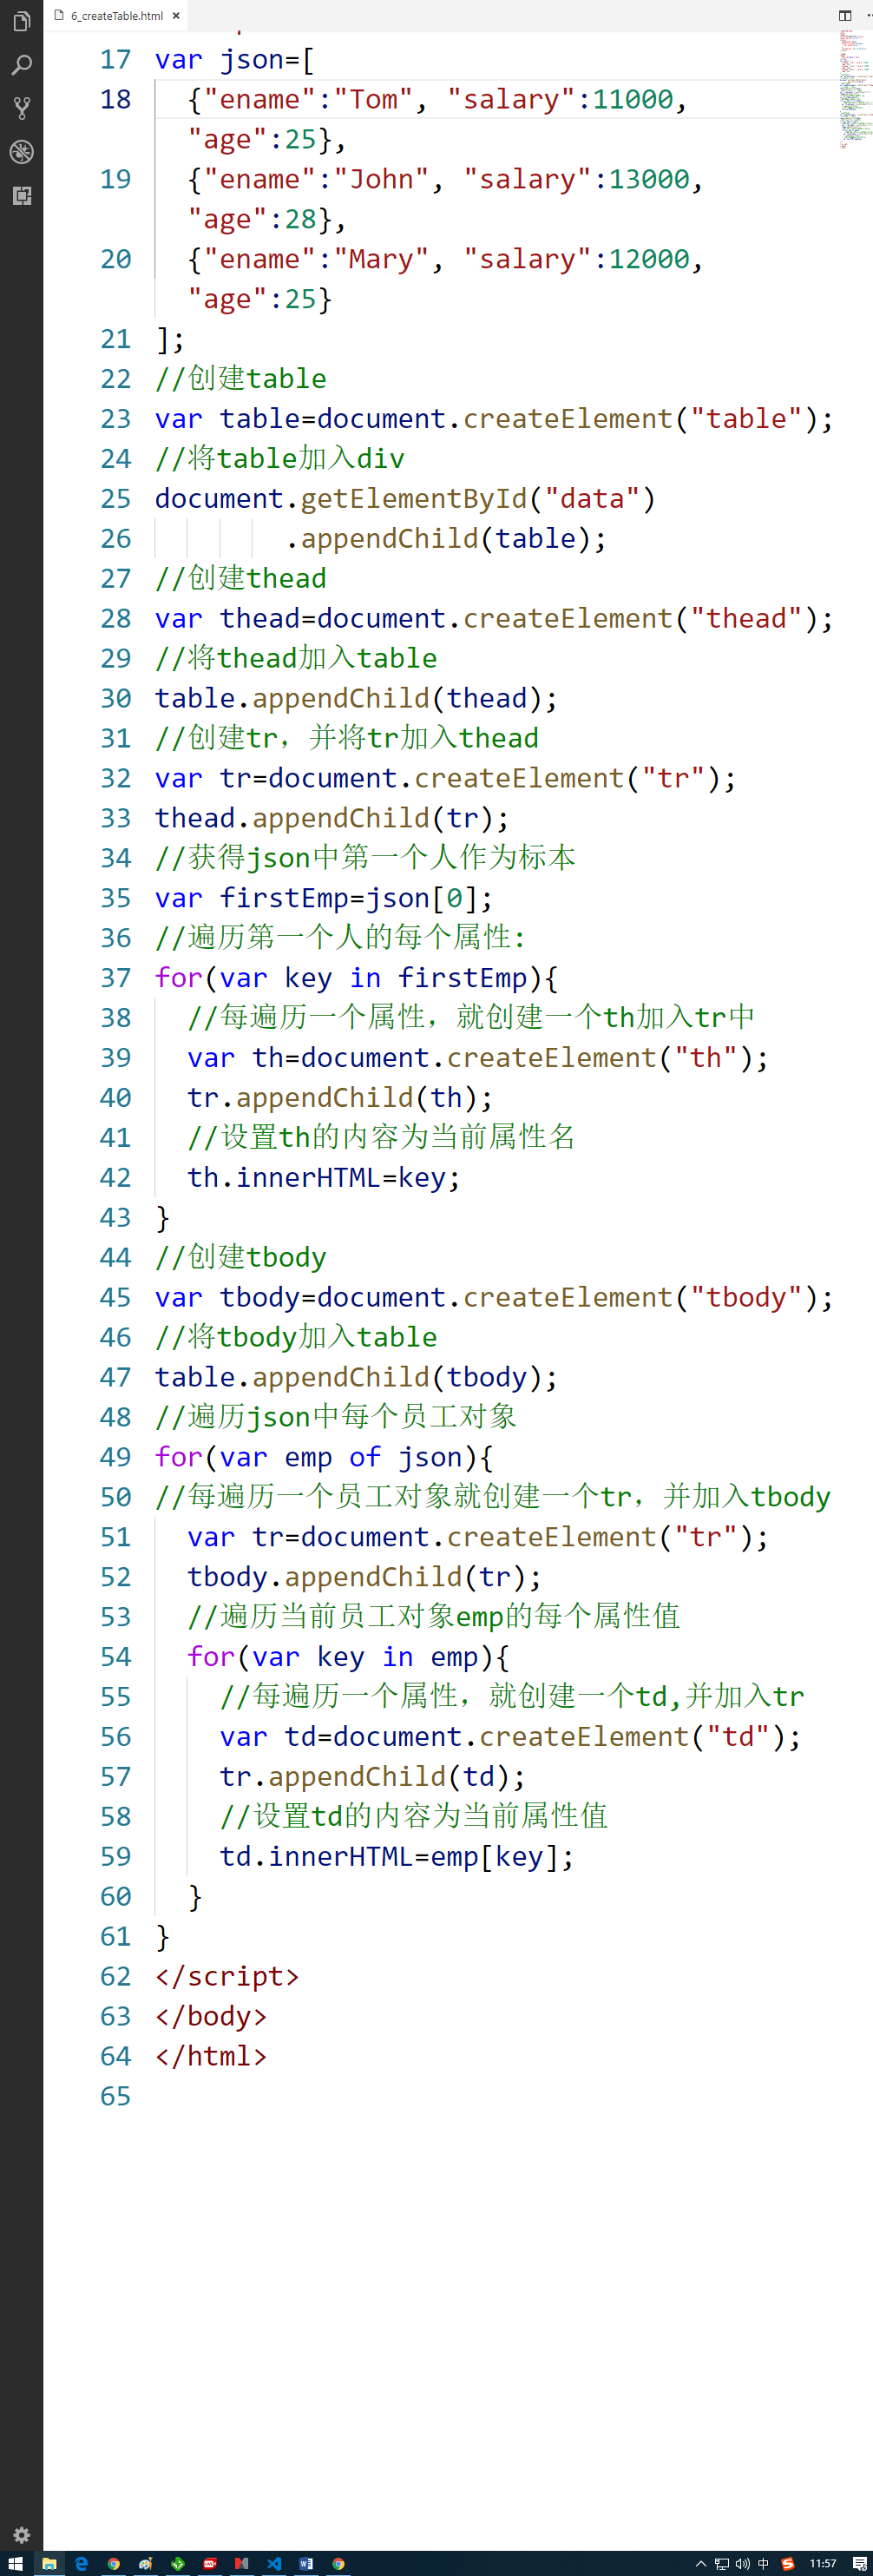 6_createTable.html ×
17 var json=[
18 {"ename":"Tom", "salary":11000,
"age":25},
19 {"ename":"John", "salary":13000,
"age":28},
20 {"ename":"Mary", "salary":12000,
"age":25}
21 ];
22 //创建table
23 var table=document.createElement("table");
24 //将table加入div
25 document.getElementById("data")
26 .appendChild(table);
27 //创建thead
28 var thead=document.createElement("thead");
29 //将thead加入table
30 table.appendChild(thead);
31 //创建tr，并将tr加入thead
32 var tr=document.createElement("tr");
33 thead.appendChild(tr);
34 //获得json中第一个人作为标本
35 var firstEmp=json[0];
36 //遍历第一个人的每个属性:
37 for(var key in firstEmp){
38 //每遍历一个属性，就创建一个th加入tr中
39 var th=document.createElement("th");
40 tr.appendChild(th);
41 //设置th的内容为当前属性名
42 th.innerHTML=key;
43 }
44 //创建tbody
45 var tbody=document.createElement("tbody");
46 //将tbody加入table
47 table.appendChild(tbody);
48 //遍历json中每个员工对象
49 for(var emp of json){
50 //每遍历一个员工对象就创建一个tr，并加入tbody
51 var tr=document.createElement("tr");
52 tbody.appendChild(tr);
53 //遍历当前员工对象emp的每个属性值
54 for(var key in emp){
55 //每遍历一个属性，就创建一个td,并加入tr
56 var td=document.createElement("td");
57 tr.appendChild(td);
58 //设置td的内容为当前属性值
59 td.innerHTML=emp[key];
60 }
61 }
62 </script>
63 </body>
64 </html>
65
中 11:57